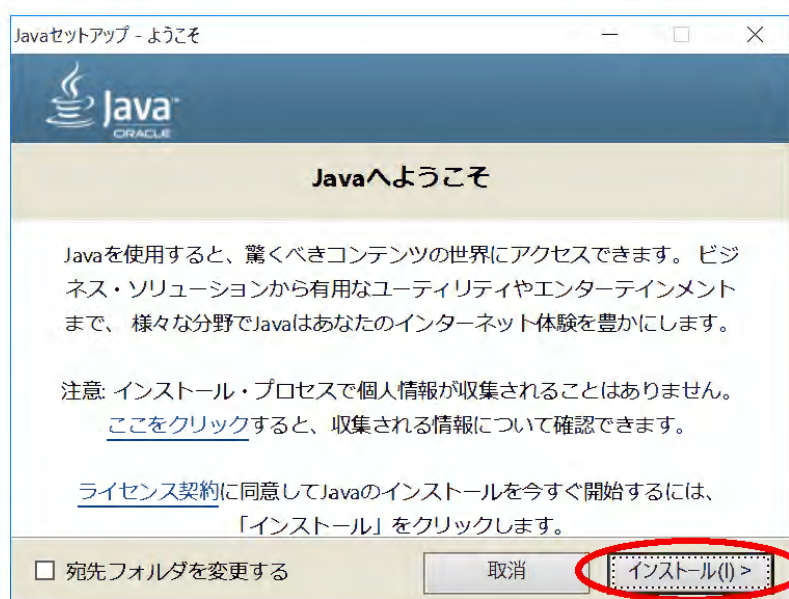 Javaセットアップ - ようこそ
Java
ORACLE
Javaへようこそ
Javaを使用すると、驚くべきコンテンツの世界にアクセスできます。 ビジ
ネス・ソリューションから有用なユーティリティやエンターテインメント
まで、 様々な分野でJavaはあなたのインターネット体験を豊かにします。
注意: インストール・プロセスで個人情報が収集されることはありません。
ここをクリックすると、収集される情報について確認できます。
ライセンス契約に同意してJavaのインストールを今すぐ開始するには、
「インストール」をクリックします。
宛先フォルダを変更する
取消
インストール(I) >